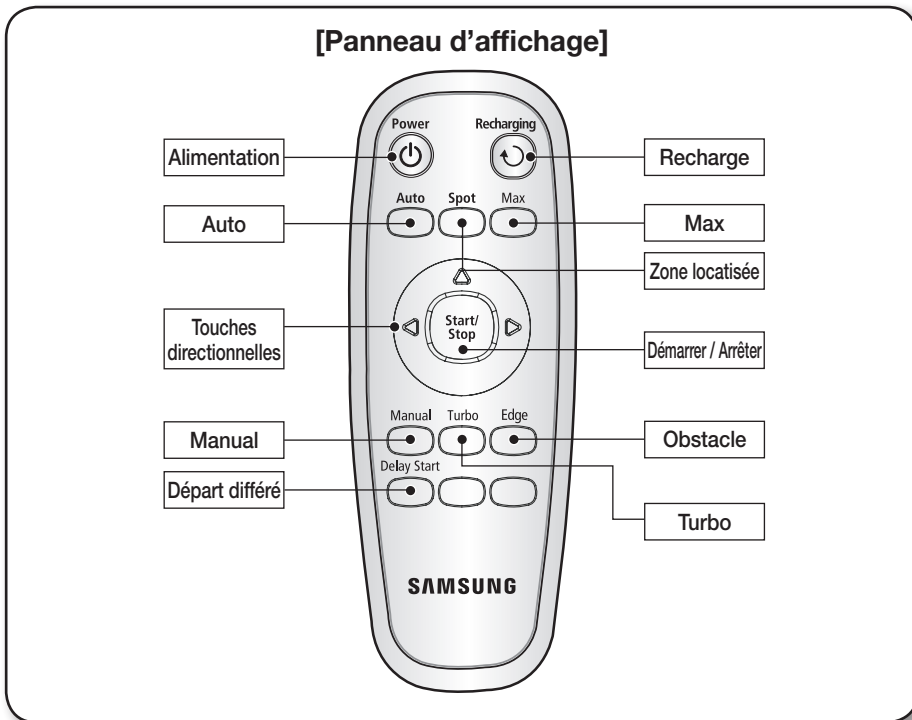 [Panneau d'affichage]
Power
Recharging
Alimentation
Recharge
Auto
Spot
Max
Auto
Max
Zone locatisée
Touches
directionnelles
Start/
Stop
Démarrer / Arrêter
Manual
Turbo
Edge
Manual
Obstacle
Delay Start
Départ différé
Turbo
SAMSUNG